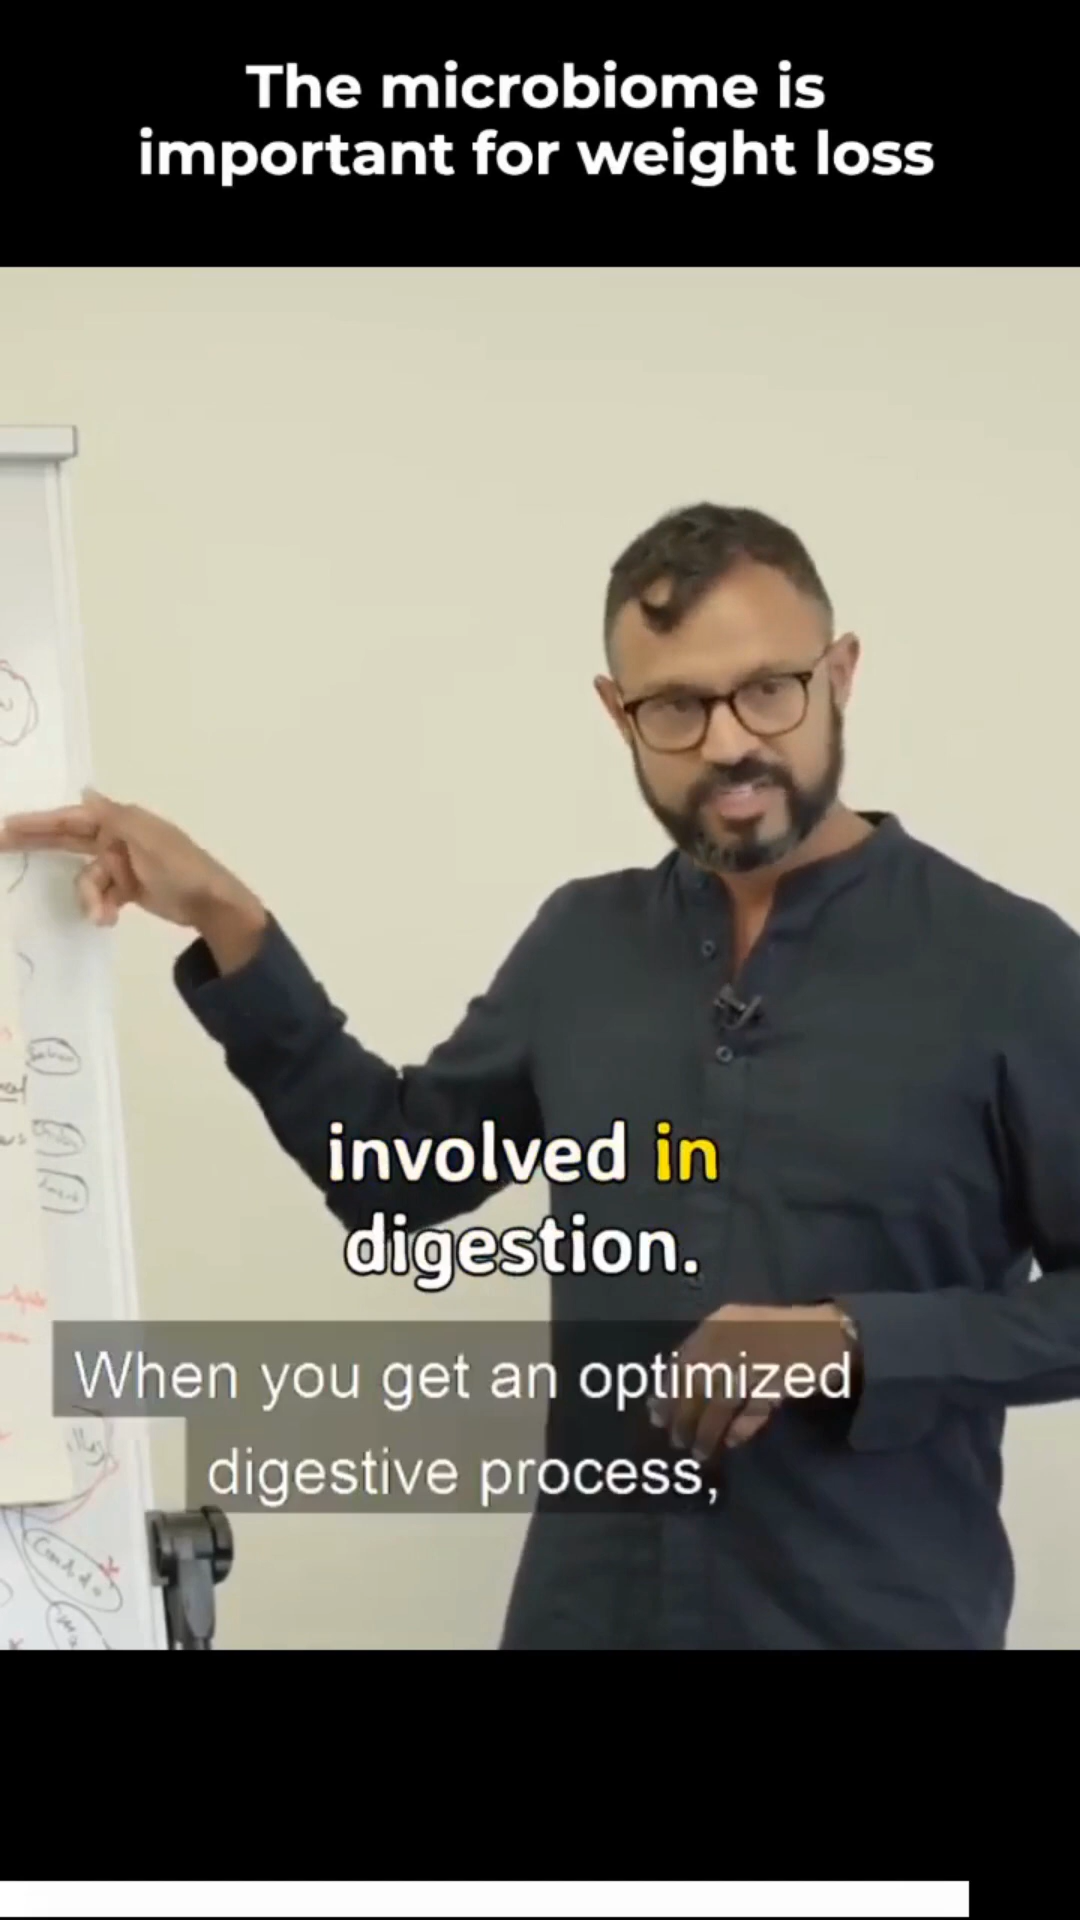 The microbiome is
important for weight loss
involved in
digestion.
When you get an optimized
digestive process,